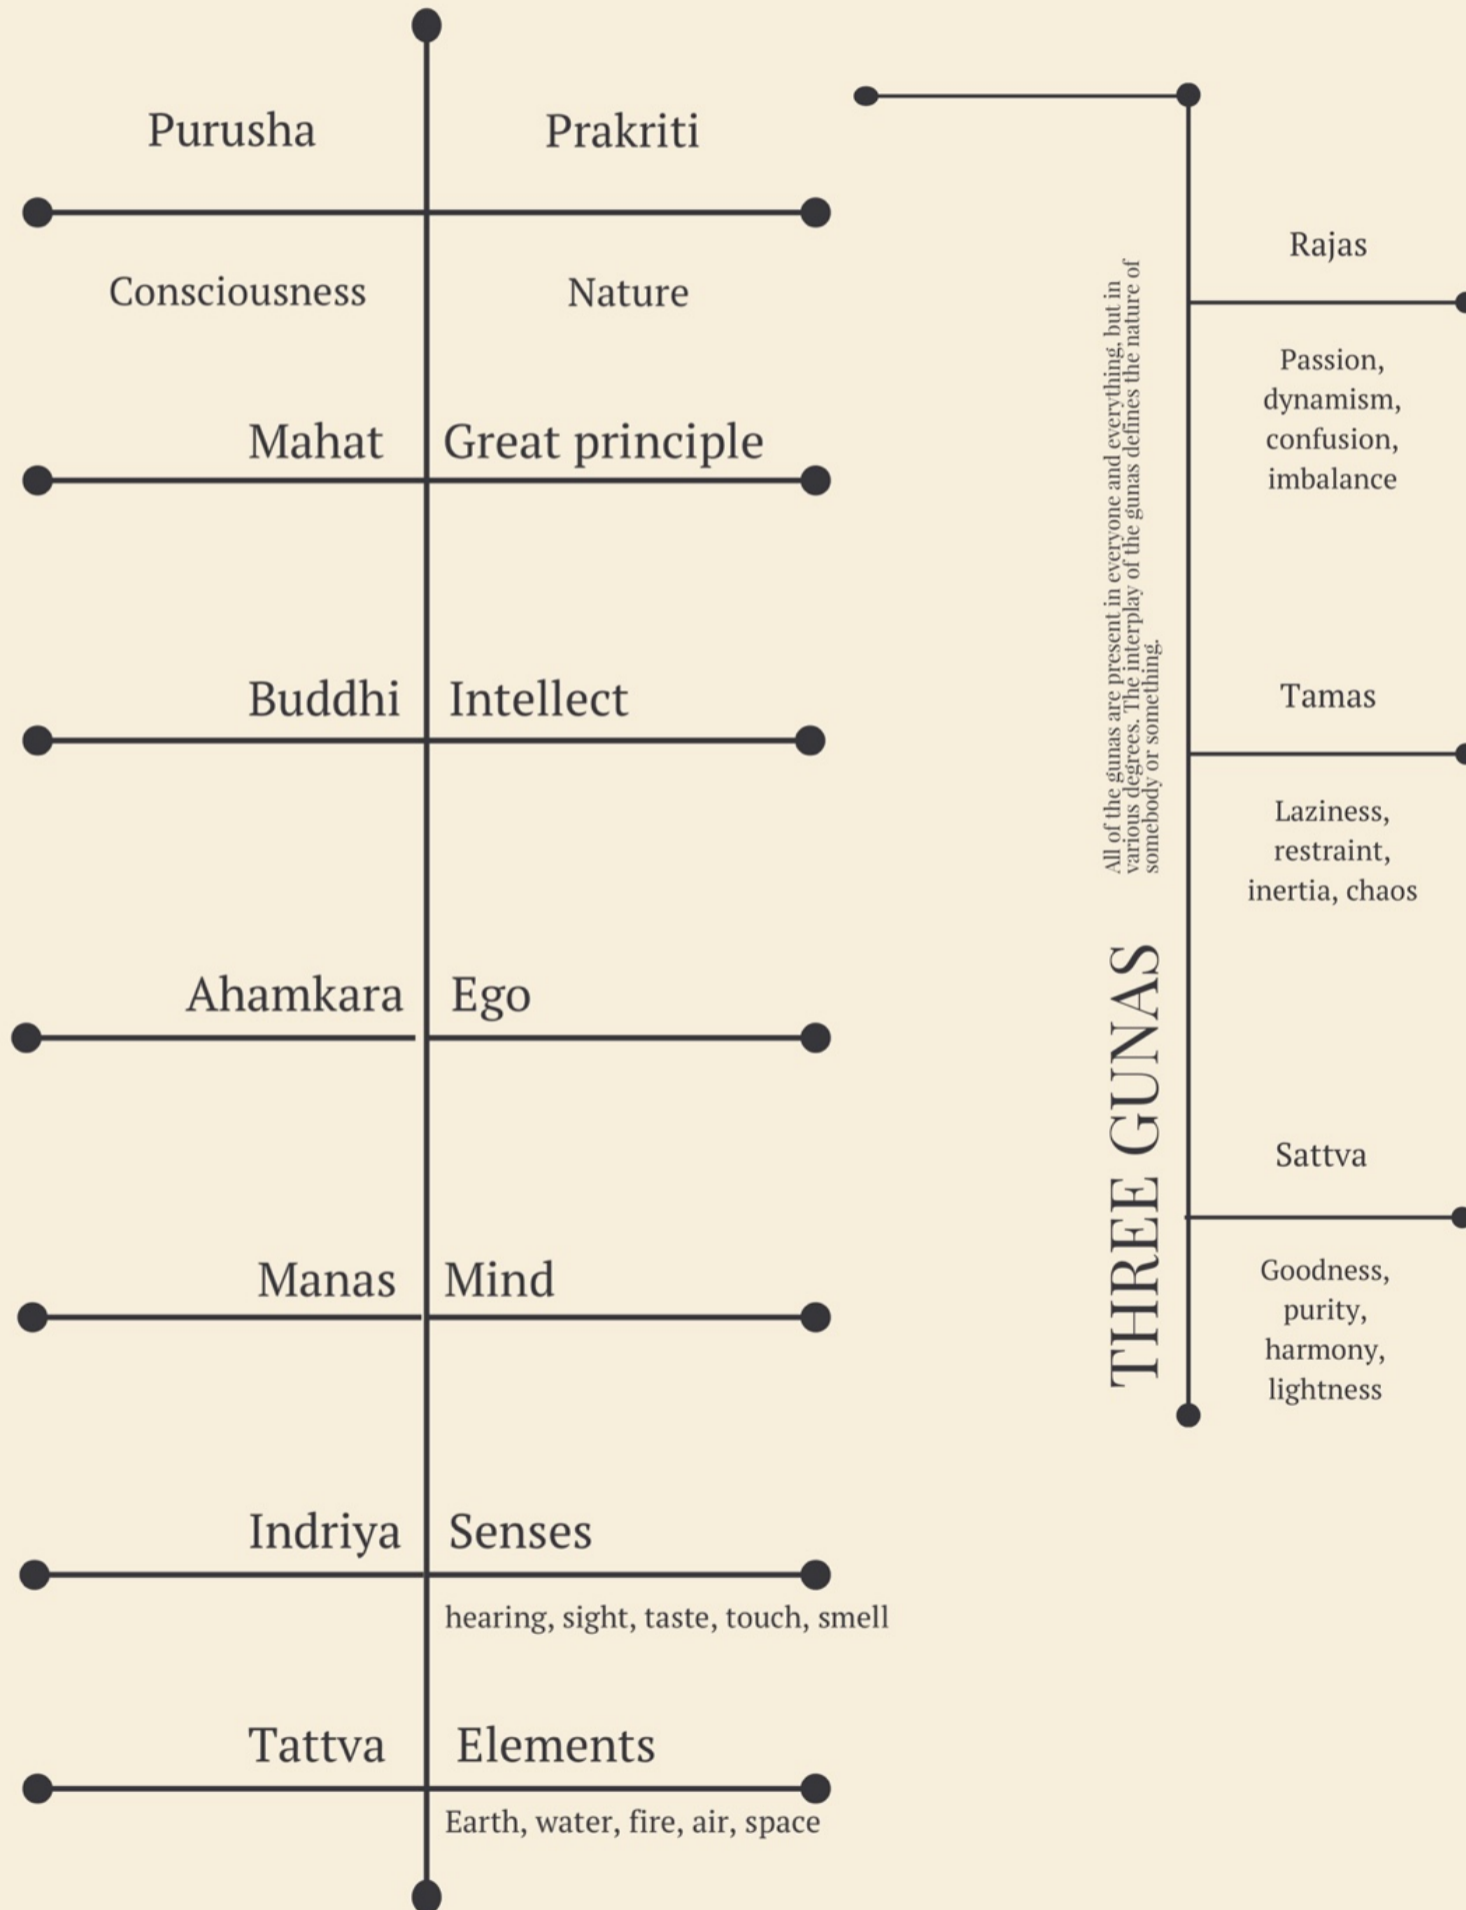 Purusha Prakriti
Consciousness Nature
Mahat Great principle
Buddhi Intellect
Ahamkara Ego
Manas Mind
Indriya Senses
hearing, sight, taste, touch, smell
Tattva Elements
Earth, water, fire, air, space
THREE GUNAS
All of the gunas are present in everyone and everything, but in
various degrees. The interplay of the gunas defines the nature of
somebody or something.
Rajas
Passion,
dynamism,
confusion,
imbalance
Tamas
Laziness,
restraint,
inertia, chaos
Sattva
Goodness,
purity,
harmony,
lightness